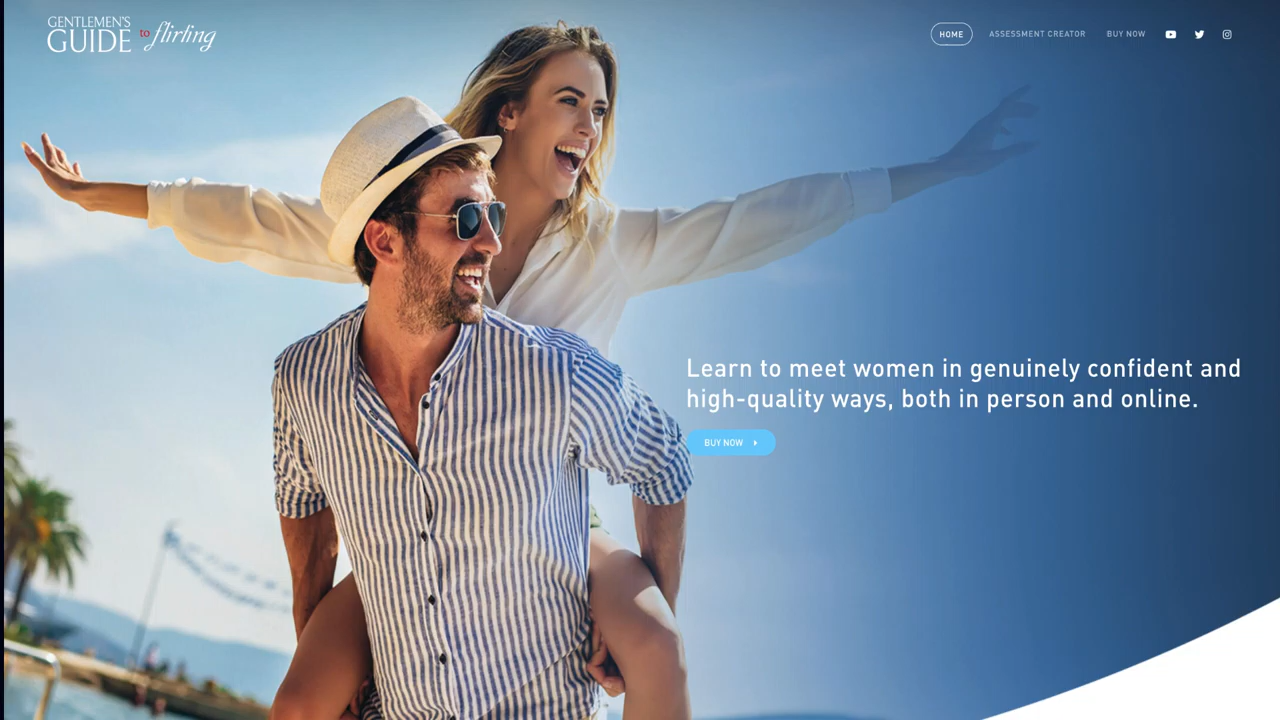 GENTLEMEN'S
GUIDE to flirting
HOME
ASSESSMENT CREATOR
BUY NOW
Learn to meet women in genuinely confident and
high-quality ways, both in person and online.
BUY NOW